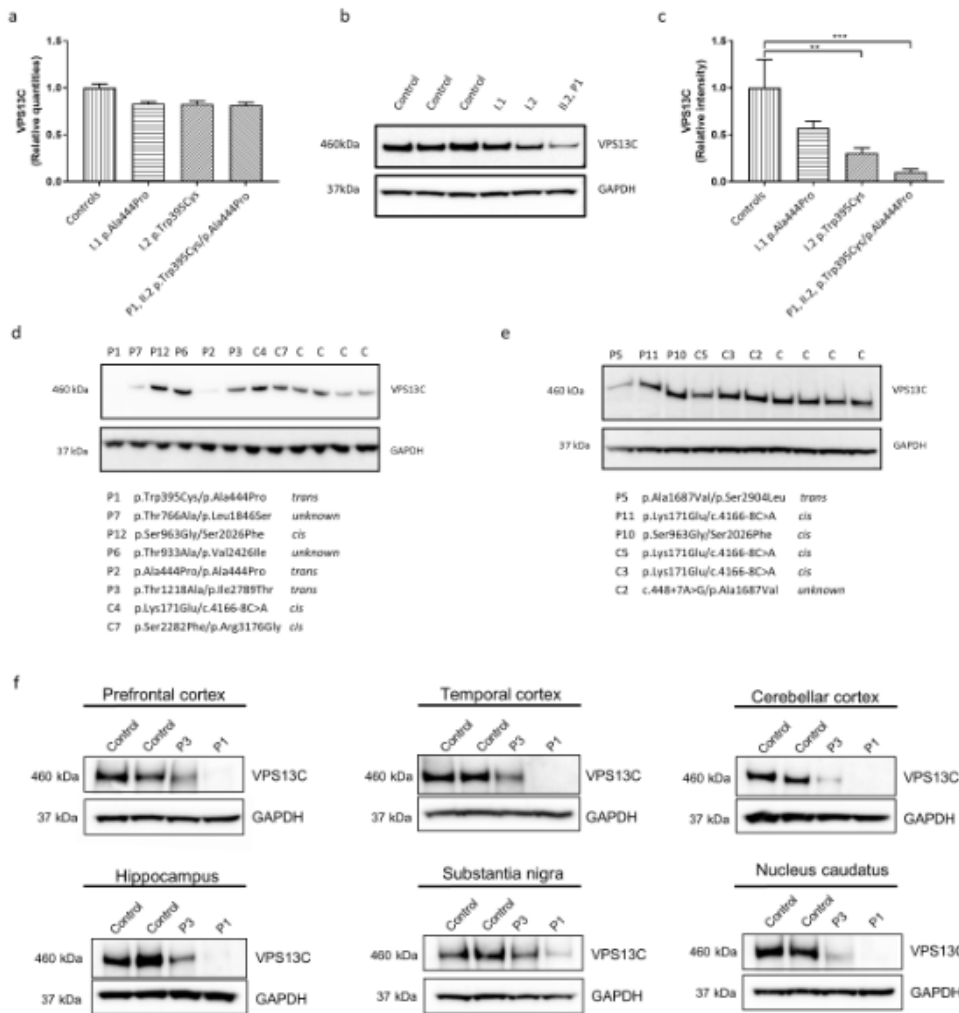 a
VPS13C
(Relative quantities)
1.5
1.0
0.5
0.0
Controls
I.1 p.Ala444Pro
I.2 p.Trp395Cys
P1, II.2 p.Trp395Cys/p.Ala444Pro
b
Control
Control
Control
I.1
I.2
II.2, P1
460kDa
VPS13C
37kDa
GAPDH
c
VPS13C
(Relative intensity)
1.5
1.0
0.5
0.0
***
**
Controls
I.1 p.Ala444Pro
I.2 p.Trp395Cys
P1, II.2, p.Trp395Cys/p.Ala444Pro
d
P1 P7 P12 P6 P2 P3 C4 C7 C C C C
460 kDa
VPS13C
37 kDa
GAPDH
P1 p.Trp395Cys/p.Ala444Pro trans
P7 p.Thr766Ala/p.Leu1846Ser unknown
P12 p.Ser963Gly/Ser2026Phe cis
P6 p.Thr933Ala/p.Val2426Ile unknown
P2 p.Ala444Pro/p.Ala444Pro trans
P3 p.Thr1218Ala/p.Ile2789Thr trans
C4 p.Lys171Glu/c.4166-8C>A cis
C7 p.Ser2282Phe/p.Arg3176Gly cis
e
P5 P11 P10 C5 C3 C2 C C C C
460 kDa
VPS13C
37 kDa
GAPDH
P5 p.Ala1687Val/p.Ser2904Leu trans
P11 p.Lys171Glu/c.4166-8C>A cis
P10 p.Ser963Gly/Ser2026Phe cis
C5 p.Lys171Glu/c.4166-8C>A cis
C3 p.Lys171Glu/c.4166-8C>A cis
C2 c.448+7A>G/p.Ala1687Val unknown
f
Prefrontal cortex
Control
Control
P3
P1
460 kDa
VPS13C
37 kDa
GAPDH
Temporal cortex
Control
Control
P3
P1
460 kDa
VPS13C
37 kDa
GAPDH
Cerebellar cortex
Control
Control
P3
P1
460 kDa
VPS13C
37 kDa
GAPDH
Hippocampus
Control
Control
P3
P1
460 kDa
VPS13C
37 kDa
GAPDH
Substantia nigra
Control
Control
P3
P1
460 kDa
VPS13C
37 kDa
GAPDH
Nucleus caudatus
Control
Control
P3
P1
460 kDa
VPS13C
37 kDa
GAPDH